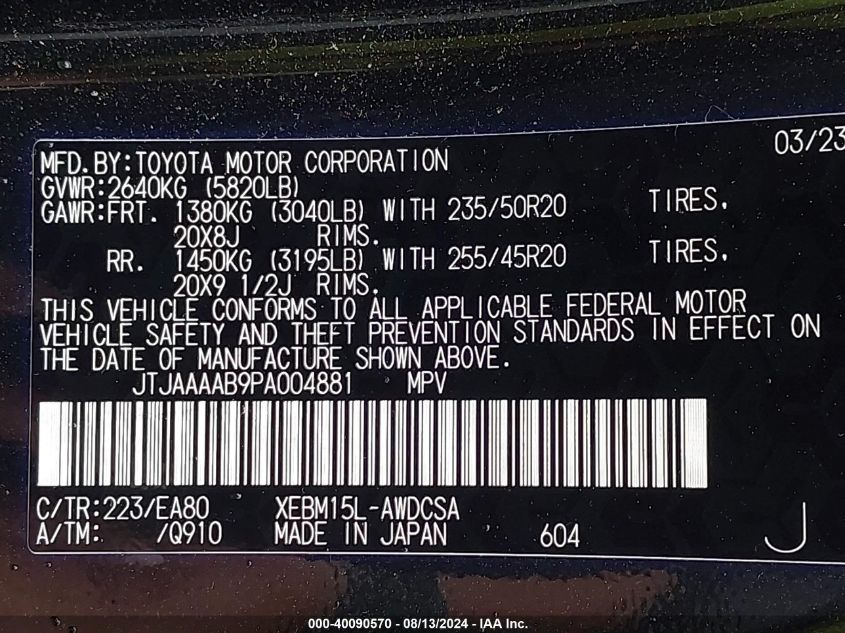 03/23
MFD.BY:TOYOTA MOTOR CORPORATION
GVWR:2640KG (5820LB)
GAWR:FRT. 1380KG (3040LB) WITH 235/50R20 TIRES.
20X8J RIMS.
RR. 1450KG (3195LB) WITH 255/45R20 TIRES.
20X9 1/2J RIMS.
THIS VEHICLE CONFORMS TO ALL APPLICABLE FEDERAL MOTOR
VEHICLE SAFETY AND THEFT PREVENTION STANDARDS IN EFFECT ON
THE DATE OF MANUFACTURE SHOWN ABOVE.
JTJAAAAB9PA004881 MPV
C/TR:223/EA80 XEBM15L-AWDCSA
A/TM: /Q910 MADE IN JAPAN 604 J
000-40090570 - 08/13/2024 - IAA Inc.